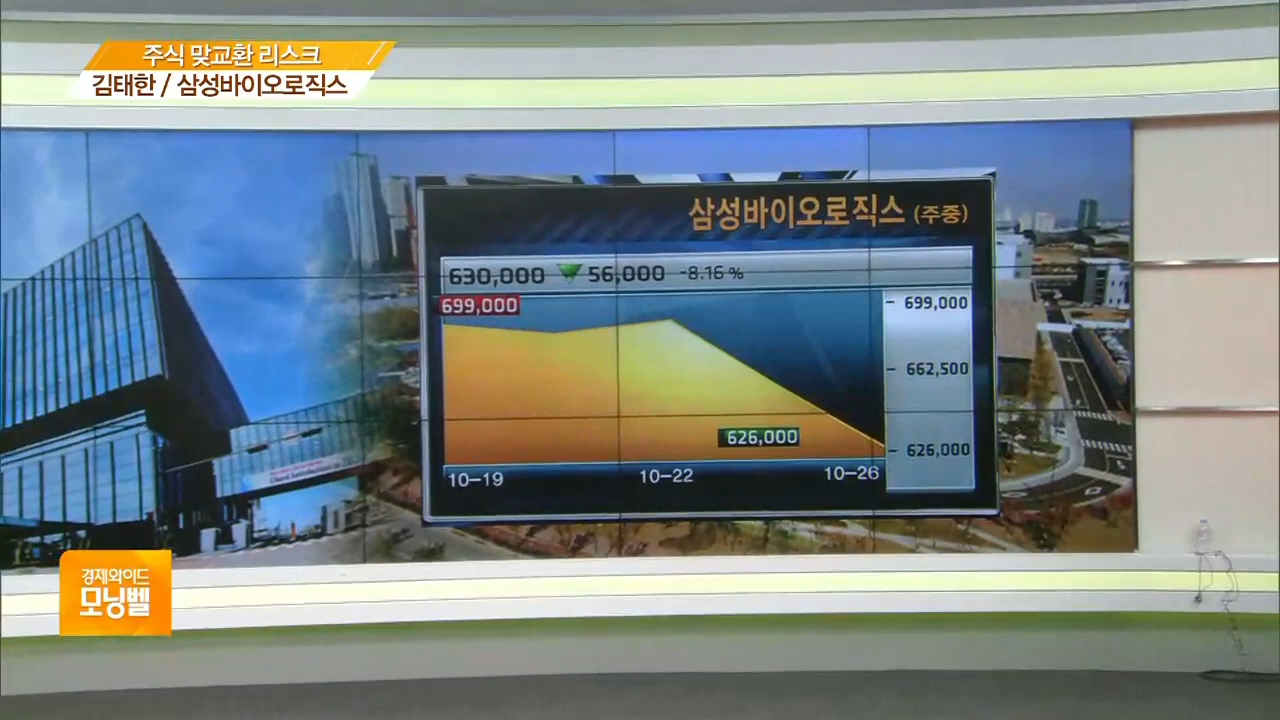 주식 맞교환 리스크
김태한 / 삼성바이오로직스
삼성바이오로직스 (주중)
630,000 ▼ 56,000 -8.16 %
699,000
699,000
662,500
626,000
626,000
10-19 10-22 10-26
경제와이드
모닝벨